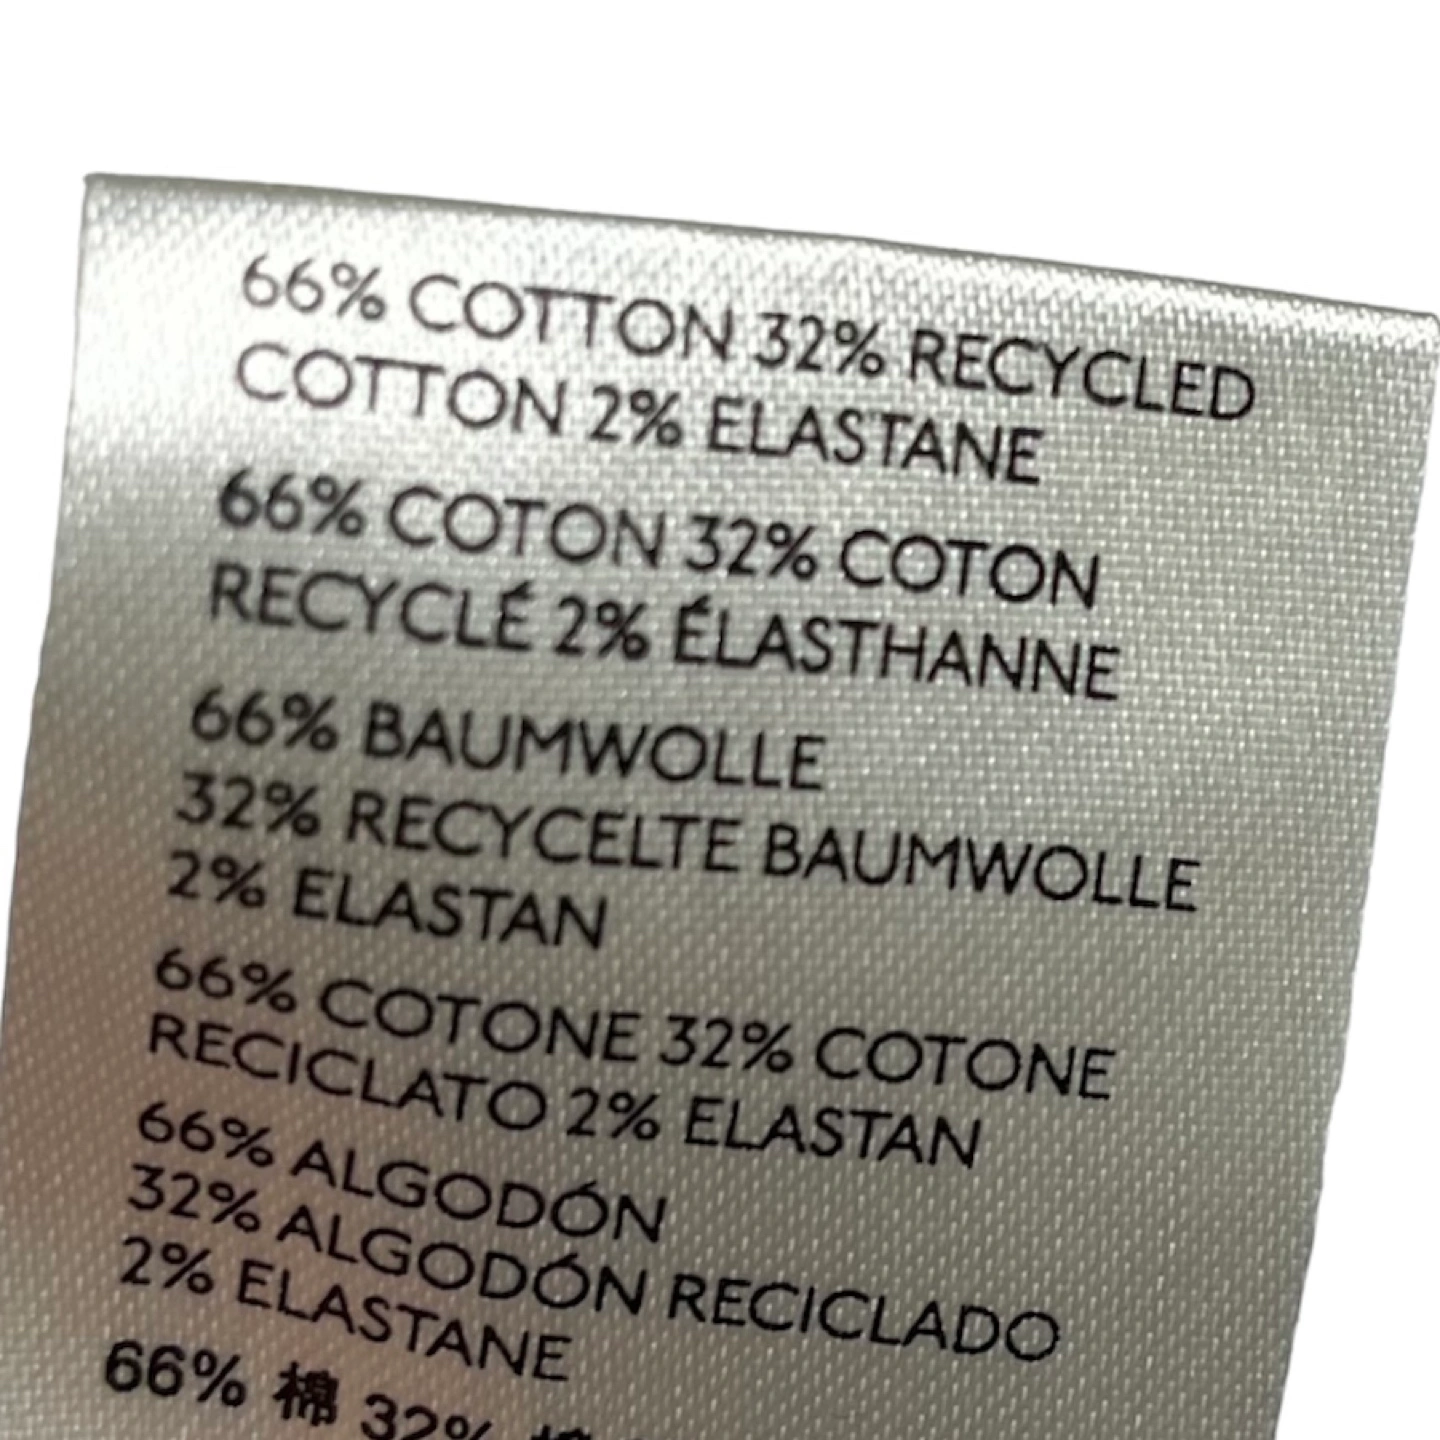 66% COTTON 32% RECYCLED
COTTON 2% ELASTANE
66% COTON 32% COTON
RECYCLÉ 2% ÉLASTHANNE
66% BAUMWOLLE
32% RECYCELTE BAUMWOLLE
2% ELASTAN
66% COTONE 32% COTONE
RECICLATO 2% ELASTAN
66% ALGODÓN
32% ALGODÓN RECICLADO
2% ELASTANE
66% 棉 32%